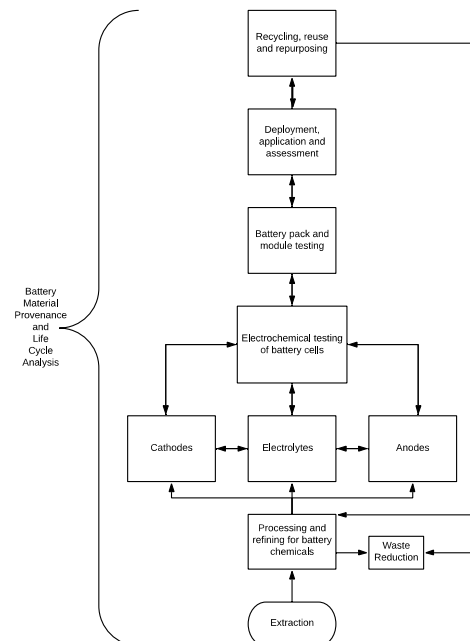 Recycling, reuse
and repurposing
Deployment,
application and
assessment
Battery pack and
module testing
Battery
Material
Provenance
and
Life
Cycle
Analysis
Electrochemical testing
of battery cells
Cathodes
Electrolytes
Anodes
Processing and
refining for battery
chemicals
Waste
Reduction
Extraction